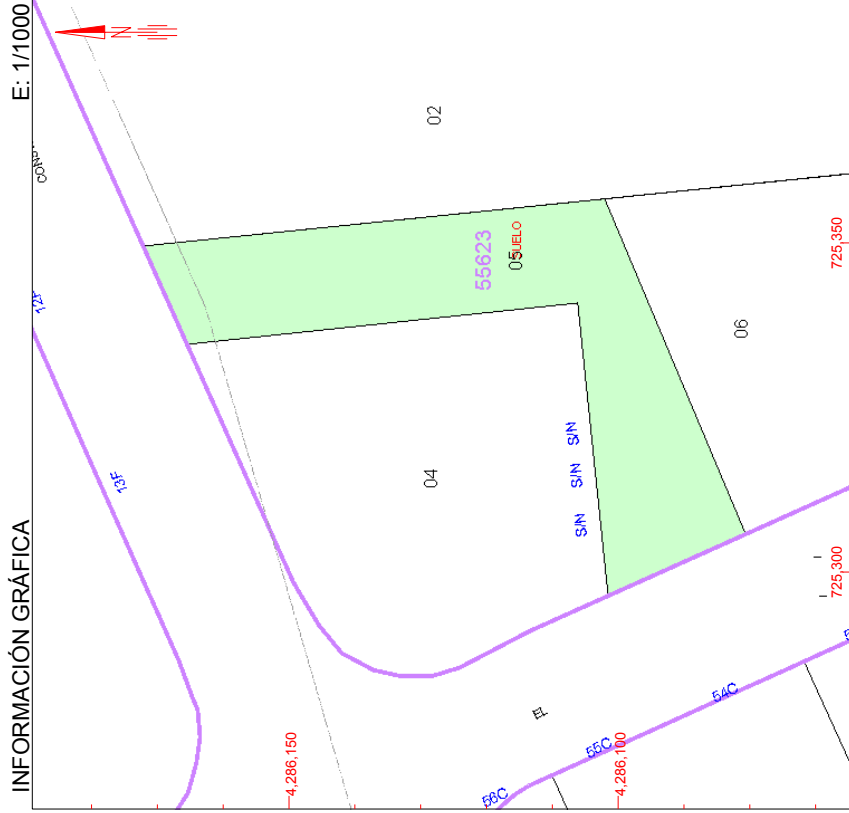 INFORMACIÓN GRÁFICA
E: 1/1000
N
12F
13F
02
55623
05
SUELO
04
06
S/N
S/N
S/N
EL
56C
55C
54C
4,286,150
4,286,100
725,300
725,350